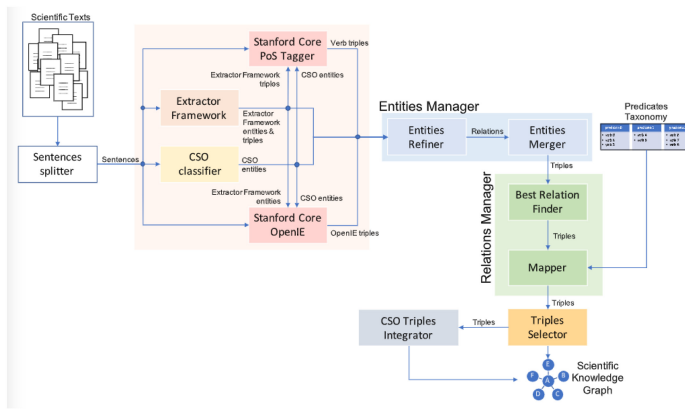 Scientific Texts
Sentences
splitter
Sentences
Stanford Core
PoS Tagger
Verb triples
Extractor Framework
triples
CSO entities
Extractor
Framework
Extractor
Framework
entities &
triples
CSO
classifier
CSO
entities
Extractor Framework
entities
CSO entities
Stanford Core
OpenIE
OpenIE triples
Entities Manager
Entities
Refiner
Relations
Entities
Merger
Triples
Predicates
Taxonomy
Relations Manager
Best Relation
Finder
Triples
Mapper
Triples
Triples
Selector
Triples
CSO Triples
Integrator
Scientific
Knowledge
Graph
E
F
B
A
D
C